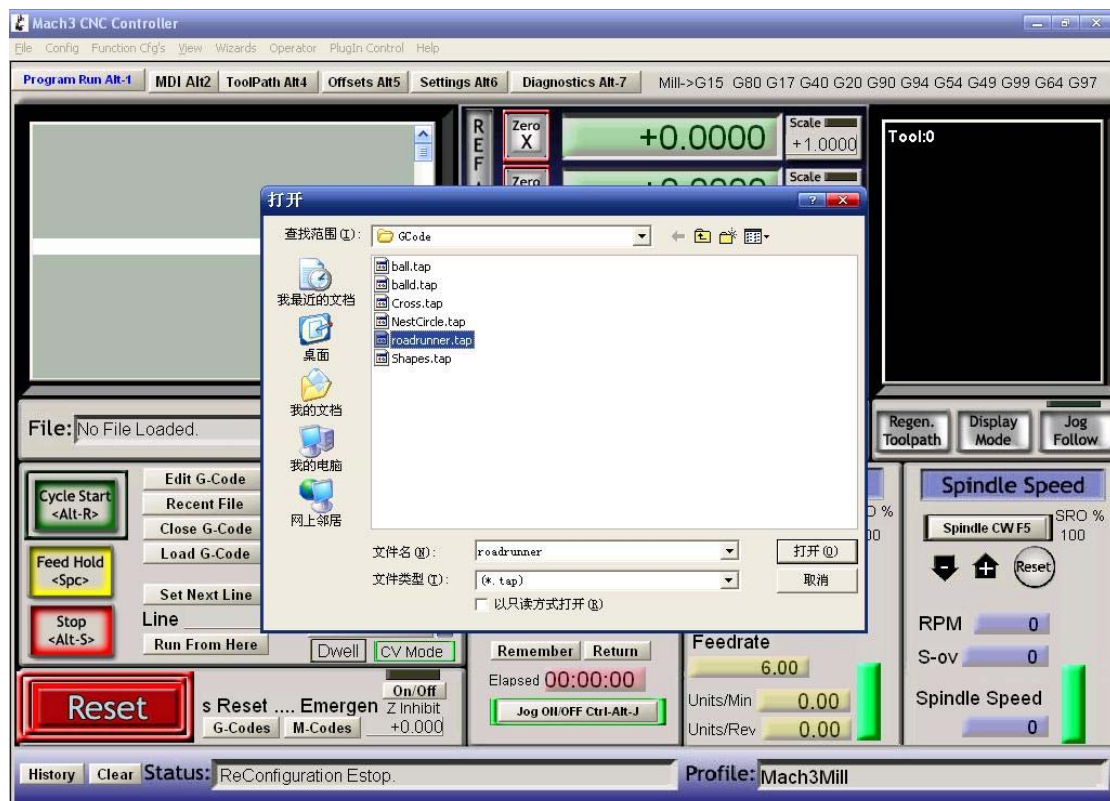 Mach3 CNC Controller
File Config Function Cfg's View Wizards Operator PlugIn Control Help
Program Run Alt-1 MDI Alt2 ToolPath Alt4 Offsets Alt5 Settings Alt6 Diagnostics Alt-7 Mill->G15 G80 G17 G40 G20 G90 G94 G54 G49 G99 G64 G97
REF
Zero X
+0.0000
Scale
+1.0000
Tool:0
Zero
Scale
打开
查找范围(I):
GCode
ball.tap
balld.tap
Cross.tap
NestCircle.tap
roadrunner.tap
Shapes.tap
我最近的文档
桌面
我的文档
我的电脑
网上邻居
文件名(N):
roadrunner
打开(O)
文件类型(T):
(*.tap)
取消
以只读方式打开(R)
File: No File Loaded.
Regen. Toolpath
Display Mode
Jog Follow
Cycle Start <Alt-R>
Edit G-Code
Recent File
Close G-Code
Load G-Code
Feed Hold <Spc>
Set Next Line
Line
Run From Here
Stop <Alt-S>
Dwell
CV Mode
Reset
s Reset .... Emergen
G-Codes
M-Codes
On/Off
Z Inhibit
+0.000
Remember
Return
Elapsed 00:00:00
Jog ON/OFF Ctrl-Alt-J
Feedrate
6.00
Units/Min 0.00
Units/Rev 0.00
Spindle Speed
Spindle CW F5
SRO %
100
Reset
RPM 0
S-ov 0
Spindle Speed
0
History
Clear
Status: ReConfiguration Estop.
Profile: Mach3Mill